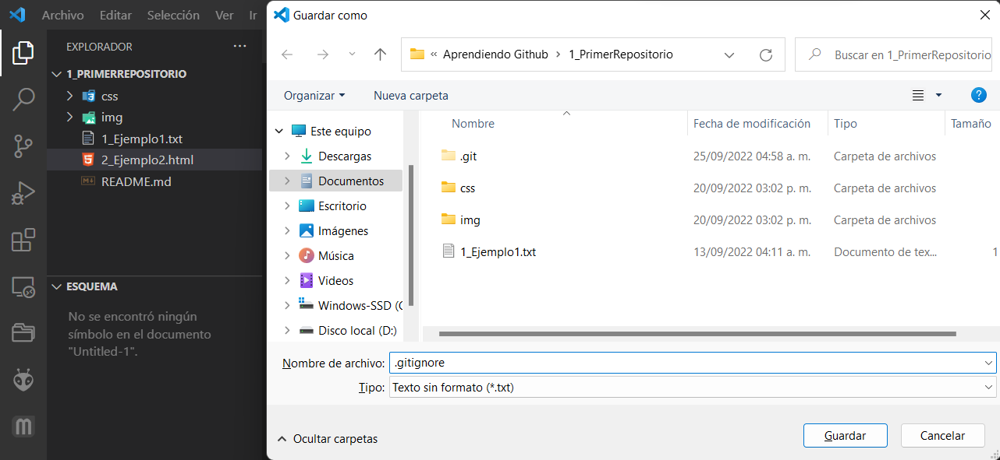 Archivo Editar Selección Ver Ir
EXPLORADOR
1_PRIMERREPOSITORIO
css
img
1_Ejemplo1.txt
2_Ejemplo2.html
README.md
ESQUEMA
No se encontró ningún
símbolo en el documento
"Untitled-1".
Guardar como
« Aprendiendo Github › 1_PrimerRepositorio
Buscar en 1_PrimerRepositorio
Organizar
Nueva carpeta
Este equipo
Descargas
Documentos
Escritorio
Imágenes
Música
Videos
Windows-SSD (C
Disco local (D:)
Nombre Fecha de modificación Tipo Tamaño
.git 25/09/2022 04:58 a. m. Carpeta de archivos
css 20/09/2022 03:02 p. m. Carpeta de archivos
img 20/09/2022 03:02 p. m. Carpeta de archivos
1_Ejemplo1.txt 13/09/2022 04:11 a. m. Documento de tex... 1
Nombre de archivo: .gitignore
Tipo: Texto sin formato (*.txt)
Ocultar carpetas
Guardar
Cancelar